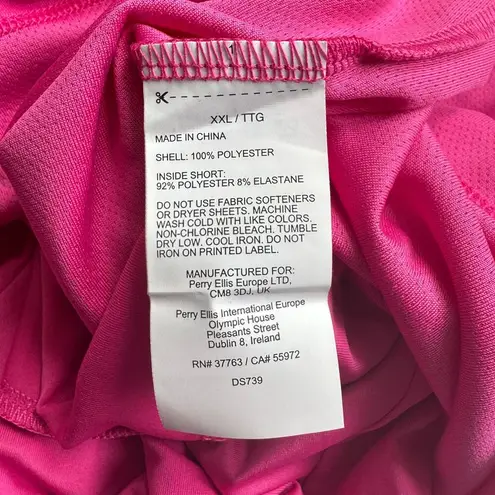 1
XXL / TTG
MADE IN CHINA
SHELL: 100% POLYESTER
INSIDE SHORT:
92% POLYESTER 8% ELASTANE
DO NOT USE FABRIC SOFTENERS
OR DRYER SHEETS. MACHINE
WASH COLD WITH LIKE COLORS.
NON-CHLORINE BLEACH. TUMBLE
DRY LOW. COOL IRON. DO NOT
IRON ON PRINTED LABEL.
MANUFACTURED FOR:
Perry Ellis Europe LTD,
CM8 3DJ, UK
Perry Ellis International Europe
Olympic House
Pleasants Street
Dublin 8, Ireland
RN# 37763 / CA# 55972
DS739